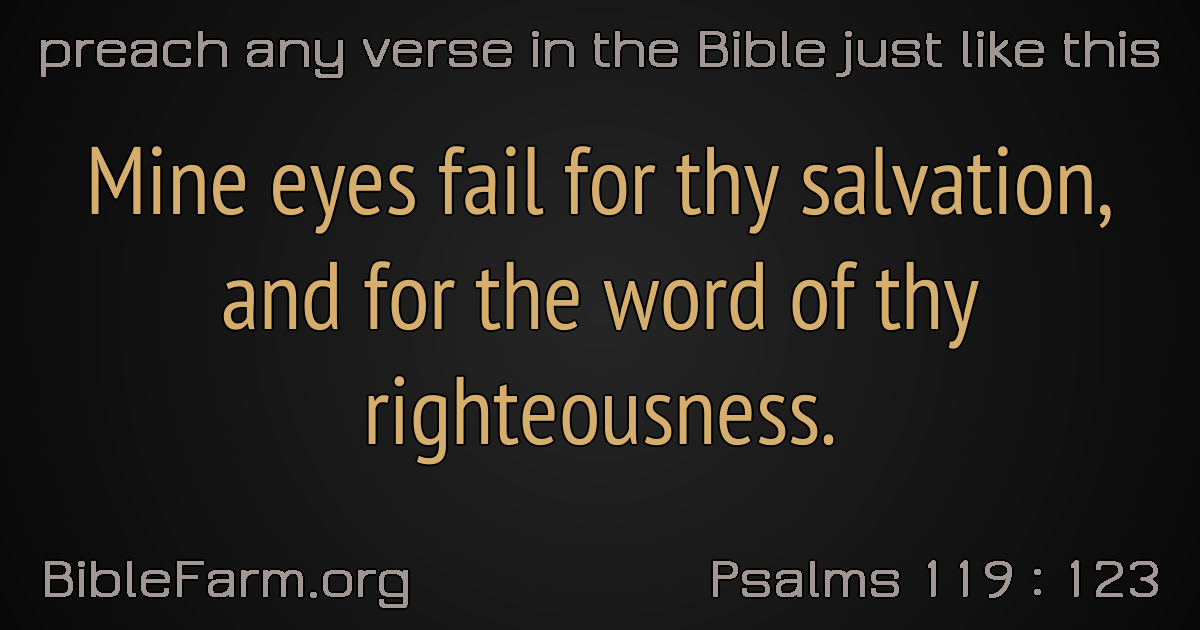 preach any verse in the Bible just like this
Mine eyes fail for thy salvation,
and for the word of thy
righteousness.
BibleFarm.org
Psalms 119 : 123